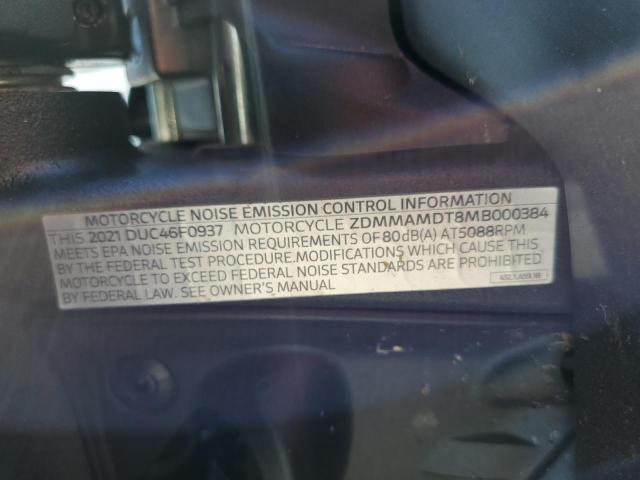 MOTORCYCLE NOISE EMISSION CONTROL INFORMATION
THIS 2021 DUC46F0937 MOTORCYCLE ZDMMAMDT8MB000384
MEETS EPA NOISE EMISSION REQUIREMENTS OF 80dB(A) AT5088RPM
BY THE FEDERAL TEST PROCEDURE.MODIFICATIONS WHICH CAUSE THIS
MOTORCYCLE TO EXCEED FEDERAL NOISE STANDARDS ARE PROHIBITED
BY FEDERAL LAW. SEE OWNER'S MANUAL